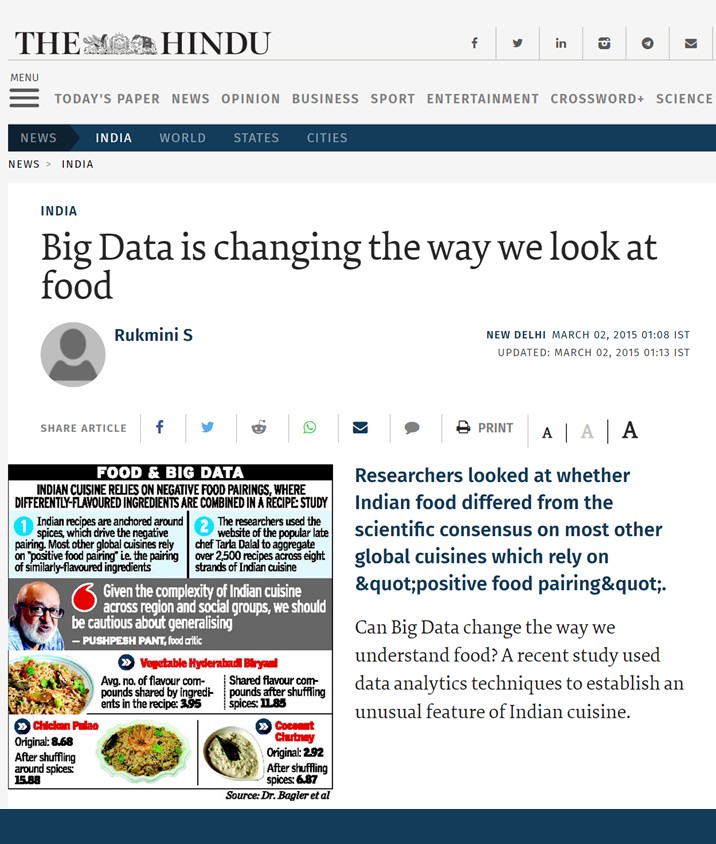 THE HINDU
MENU
TODAY'S PAPER NEWS OPINION BUSINESS SPORT ENTERTAINMENT CROSSWORD+ SCIENCE
NEWS INDIA WORLD STATES CITIES
NEWS > INDIA
INDIA
Big Data is changing the way we look at
food
Rukmini S
NEW DELHI MARCH 02, 2015 01:08 IST
UPDATED: MARCH 02, 2015 01:13 IST
SHARE ARTICLE
PRINT
A | A | A
FOOD & BIG DATA
INDIAN CUISINE RELIES ON NEGATIVE FOOD PAIRINGS, WHERE
DIFFERENTLY-FLAVOURED INGREDIENTS ARE COMBINED IN A RECIPE: STUDY
1 Indian recipes are anchored around
spices, which drive the negative
pairing. Most other global cuisines rely
on "positive food pairing" i.e. the pairing
of similarly-flavoured ingredients
2 The researchers used the
website of the popular late
chef Tarla Dalal to aggregate
over 2,500 recipes across eight
strands of Indian cuisine
Given the complexity of Indian cuisine
across region and social groups, we should
be cautious about generalising
— PUSHPESH PANT, food critic
Vegetable Hyderabadi Biryani
Avg. no. of flavour com-
pounds shared by ingredi-
ents in the recipe: 3.95
Shared flavour com-
pounds after shuffling
spices: 11.85
Chicken Pulao
Original: 8.68
After shuffling
around spices:
15.88
Coconut
Chutney
Original: 2.92
After shuffling
spices: 6.87
Source: Dr. Bagler et al
Researchers looked at whether
Indian food differed from the
scientific consensus on most other
global cuisines which rely on
&quot;positive food pairing&quot;.
Can Big Data change the way we
understand food? A recent study used
data analytics techniques to establish an
unusual feature of Indian cuisine.